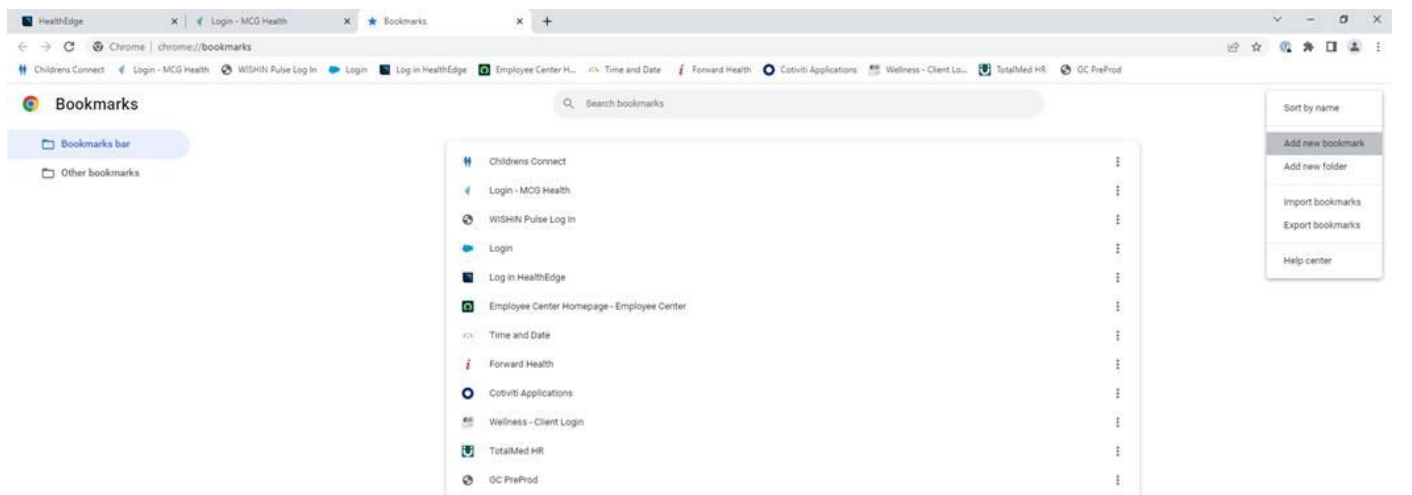 HealthEdge
Login - MCG Health
Bookmarks
Chrome | chrome://bookmarks
Childrens Connect Login - MCG Health WISHIN Pulse Log In Login Log in HealthEdge Employee Center H... Time and Date Forward Health Cotiviti Applications Wellness - Client Lo... TotalMed HR GC PreProd
Bookmarks
Search bookmarks
Bookmarks bar
Other bookmarks
Childrens Connect
Login - MCG Health
WISHIN Pulse Log In
Login
Log in HealthEdge
Employee Center Homepage - Employee Center
Time and Date
Forward Health
Cotiviti Applications
Wellness - Client Login
TotalMed HR
GC PreProd
Sort by name
Add new bookmark
Add new folder
Import bookmarks
Export bookmarks
Help center